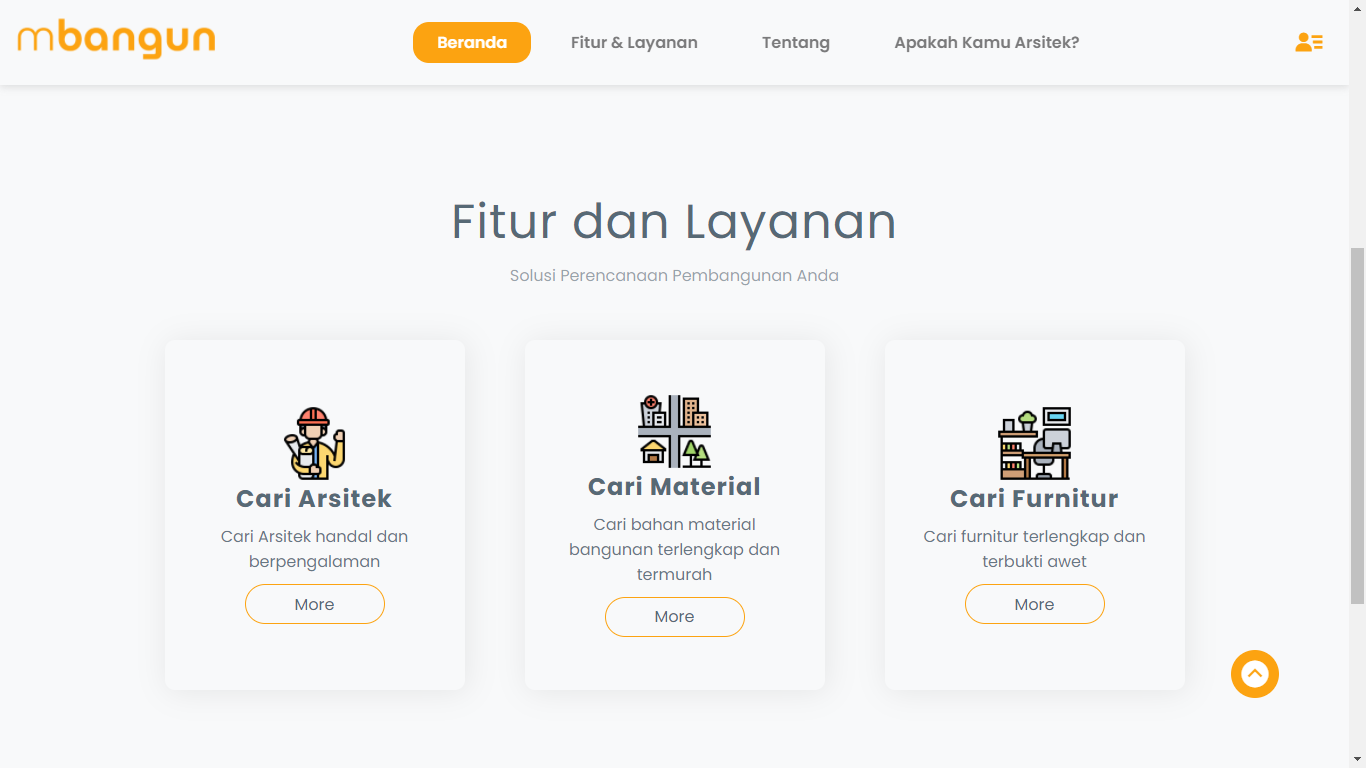 mbangun
Beranda
Fitur & Layanan
Tentang
Apakah Kamu Arsitek?
Fitur dan Layanan
Solusi Perencanaan Pembangunan Anda
Cari Arsitek
Cari Arsitek handal dan
berpengalaman
More
Cari Material
Cari bahan material
bangunan terlengkap dan
termurah
More
Cari Furnitur
Cari furnitur terlengkap dan
terbukti awet
More